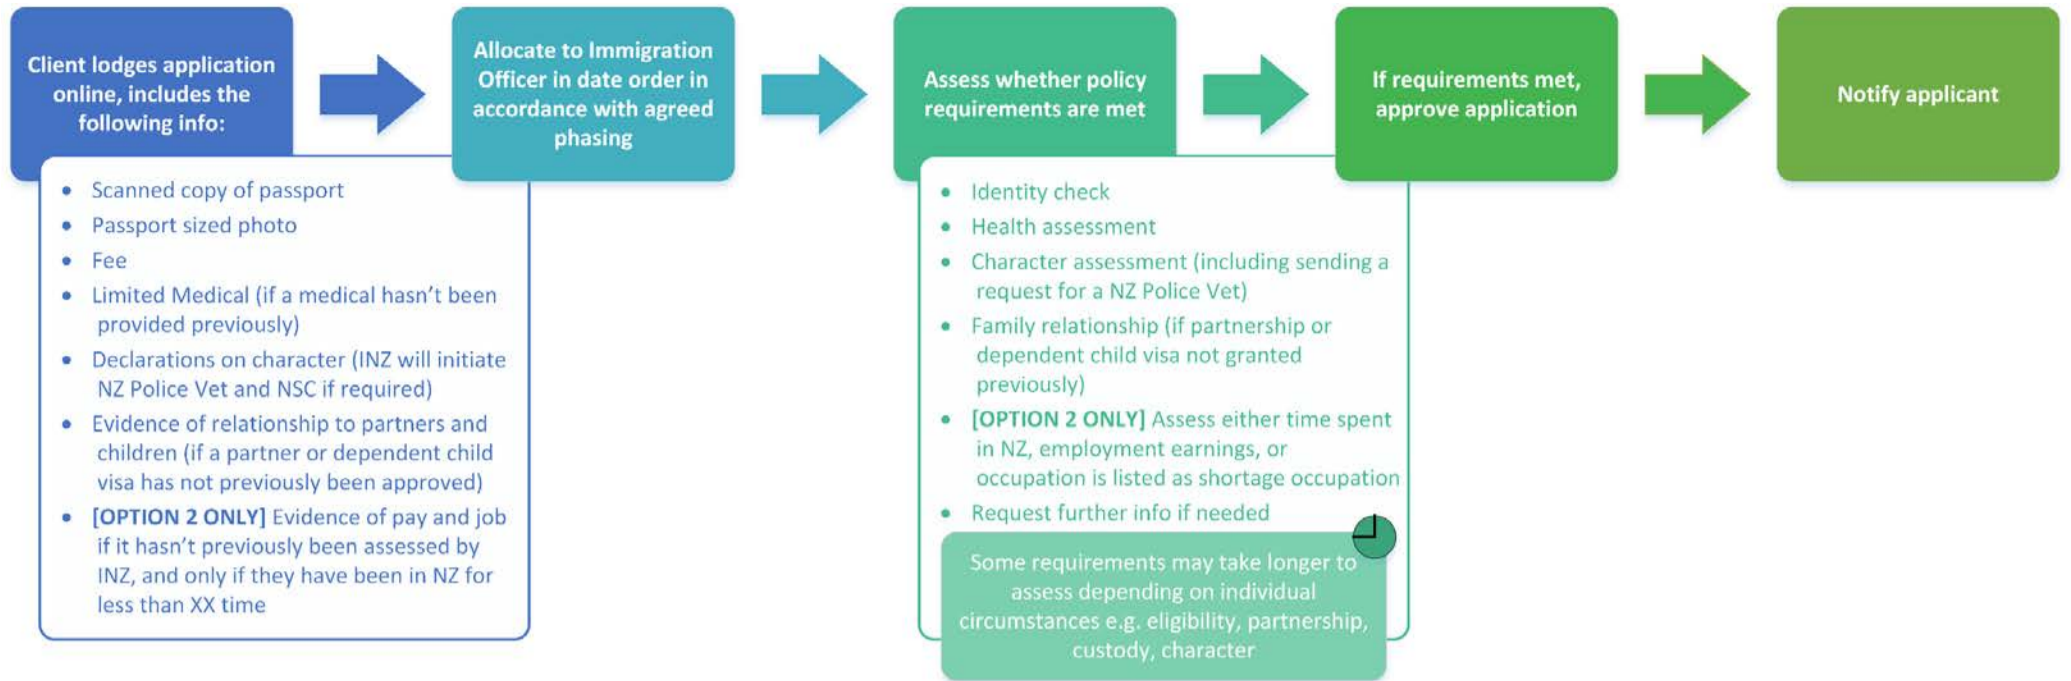 Client lodges application
online, includes the
following info:
• Scanned copy of passport
• Passport sized photo
• Fee
• Limited Medical (if a medical hasn't been
provided previously)
• Declarations on character (INZ will initiate
NZ Police Vet and NSC if required)
• Evidence of relationship to partners and
children (if a partner or dependent child
visa has not previously been approved)
• [OPTION 2 ONLY] Evidence of pay and job
if it hasn't previously been assessed by
INZ, and only if they have been in NZ for
less than XX time
Allocate to Immigration
Officer in date order in
accordance with agreed
phasing
Assess whether policy
requirements are met
• Identity check
• Health assessment
• Character assessment (including sending a
request for a NZ Police Vet)
• Family relationship (if partnership or
dependent child visa not granted
previously)
• [OPTION 2 ONLY] Assess either time spent
in NZ, employment earnings, or
occupation is listed as shortage occupation
• Request further info if needed
Some requirements may take longer to
assess depending on individual
circumstances e.g. eligibility, partnership,
custody, character
If requirements met,
approve application
Notify applicant